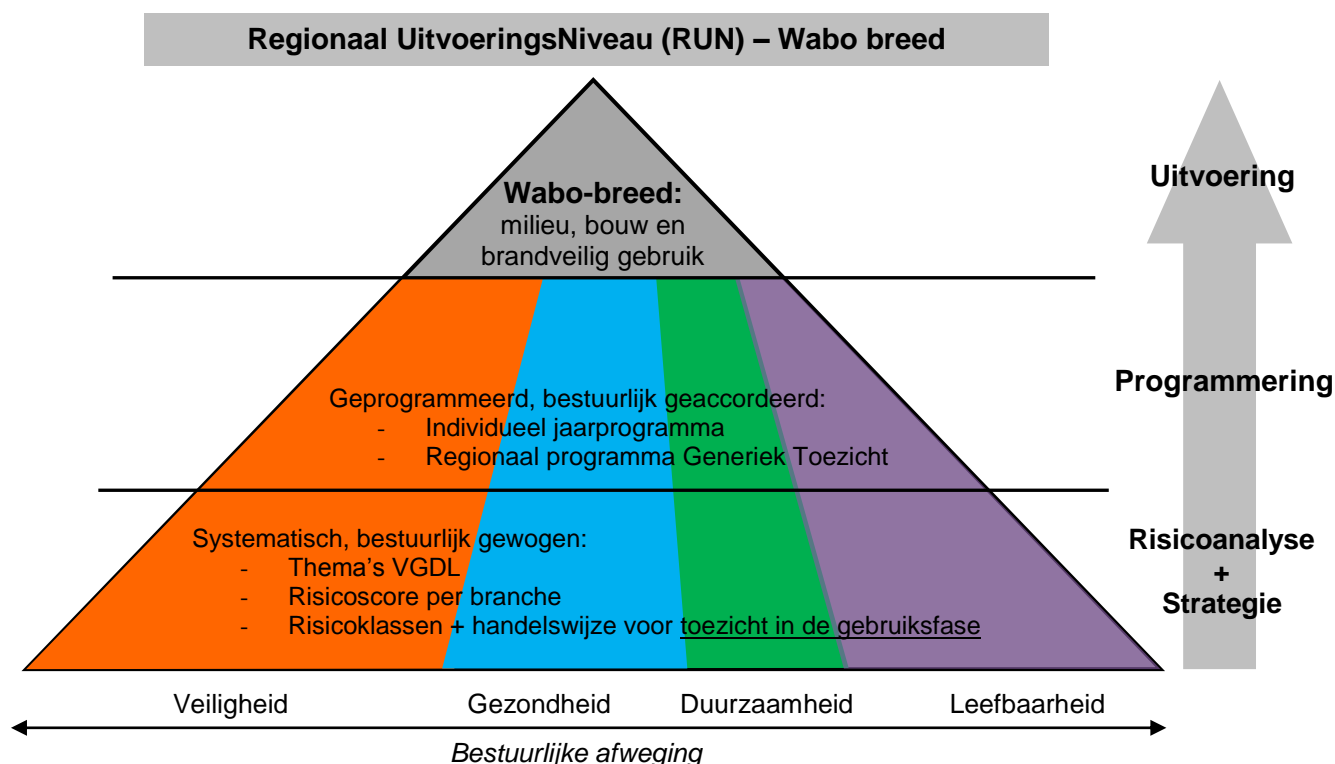 Regionaal UitvoeringsNiveau (RUN) – Wabo breed
Uitvoering
Wabo-breed:
milieu, bouw en
brandveilig gebruik
Programmering
Geprogrammeerd, bestuurlijk geaccordeerd:
- Individueel jaarprogramma
- Regionaal programma Generiek Toezicht
Risicoanalyse
+
Strategie
Systematisch, bestuurlijk gewogen:
- Thema's VGDL
- Risicoscore per branche
- Risicoklassen + handelswijze voor toezicht in de gebruiksfase
Veiligheid Gezondheid Duurzaamheid Leefbaarheid
Bestuurlijke afweging